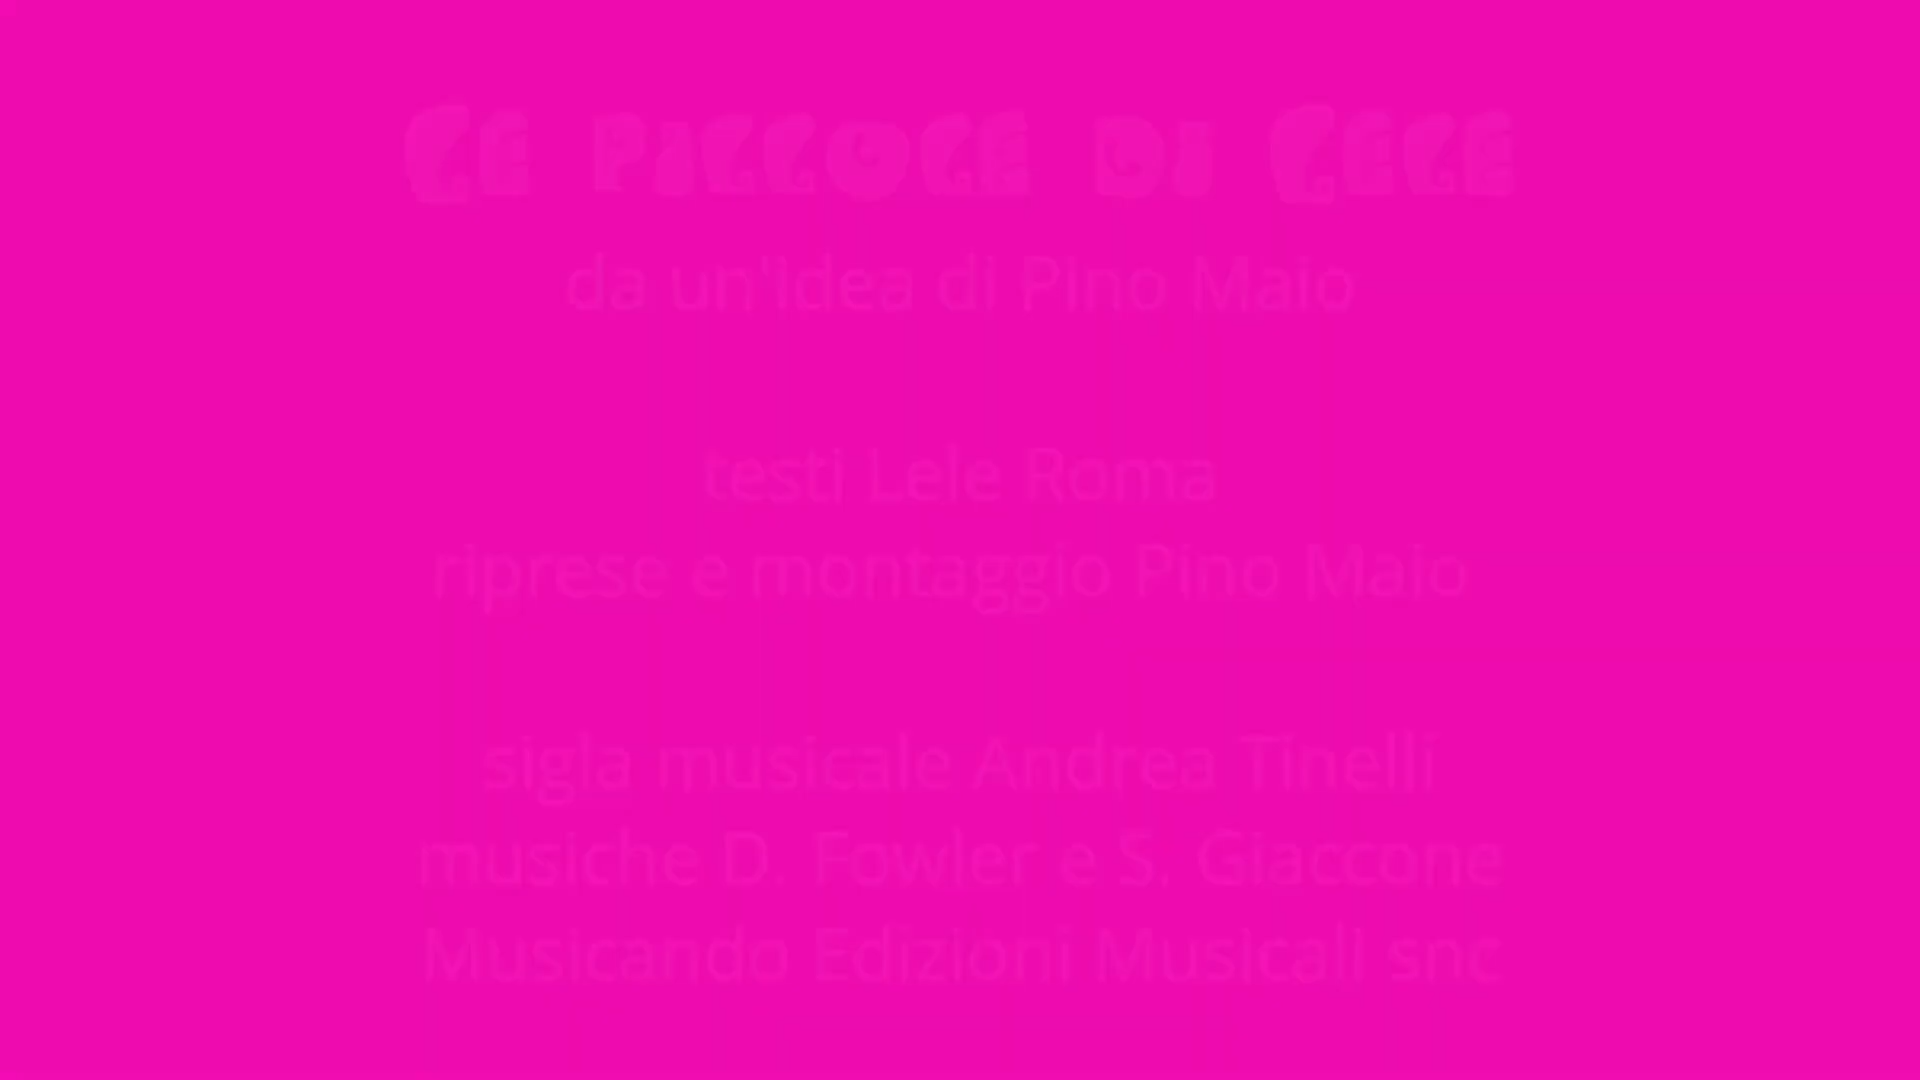 LE PILLOLE DI LELE
da un'idea di Pino Maio
testi Lele Roma
riprese e montaggio Pino Maio
sigla musicale Andrea Tinelli
musiche D. Fowler e S. Giaccone
Musicando Edizioni Musicali snc